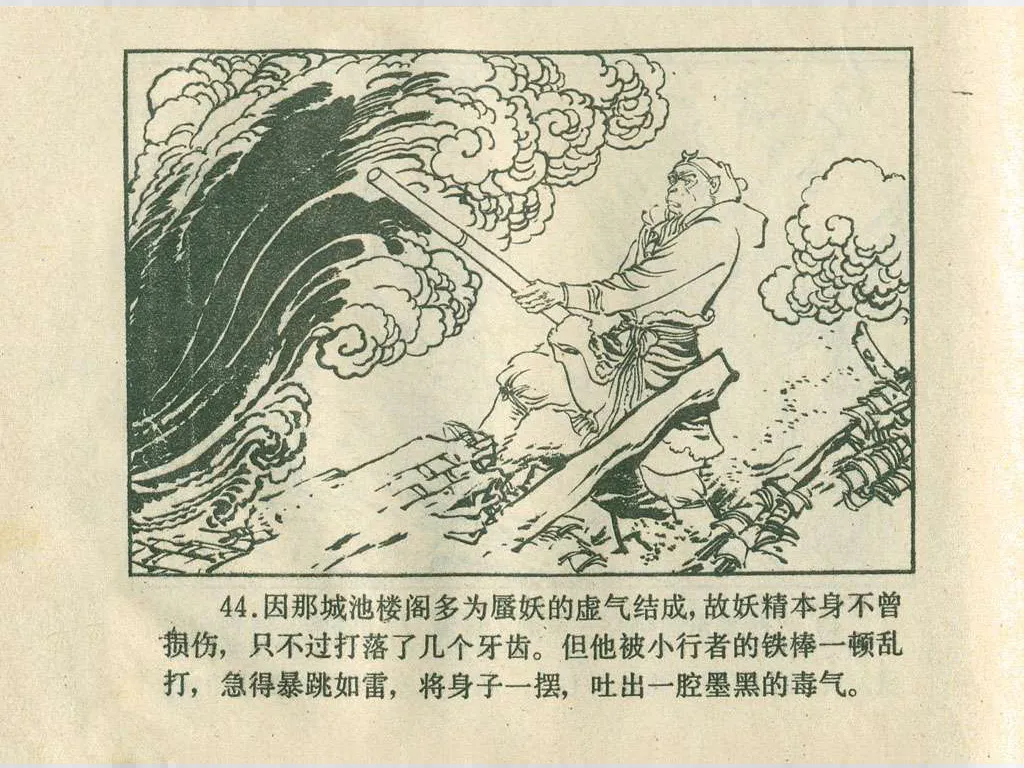 44.因那城池楼阁多为蜃妖的虚气结成,故妖精本身不曾
损伤,只不过打落了几个牙齿。但他被小行者的铁棒一顿乱
打,急得暴跳如雷,将身子一摆,吐出一腔墨黑的毒气。